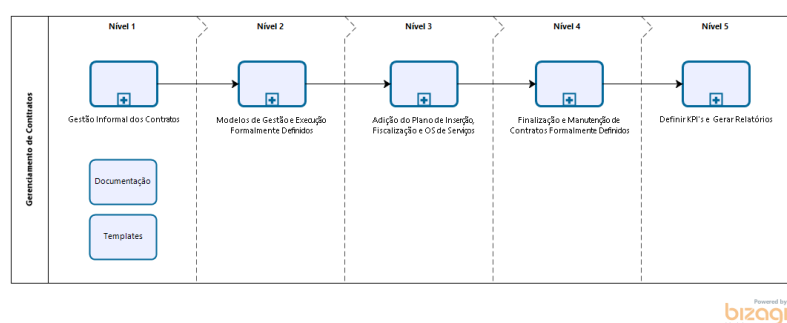 Nível 1
Nível 2
Nível 3
Nível 4
Nível 5
Gerenciamento de Conttratos
Gestão Informal dos Contratos
Modelos de Gestão e Execução
Formalmente Definidos
Adição do Plano de Inserção,
Fiscalização e OS de Serviços
Finalização e Manutenção de
Contratos Formalmente Definidos
Definir KPI's e Gerar Relatórios
Documentação
Templates
Powered by
bizagi